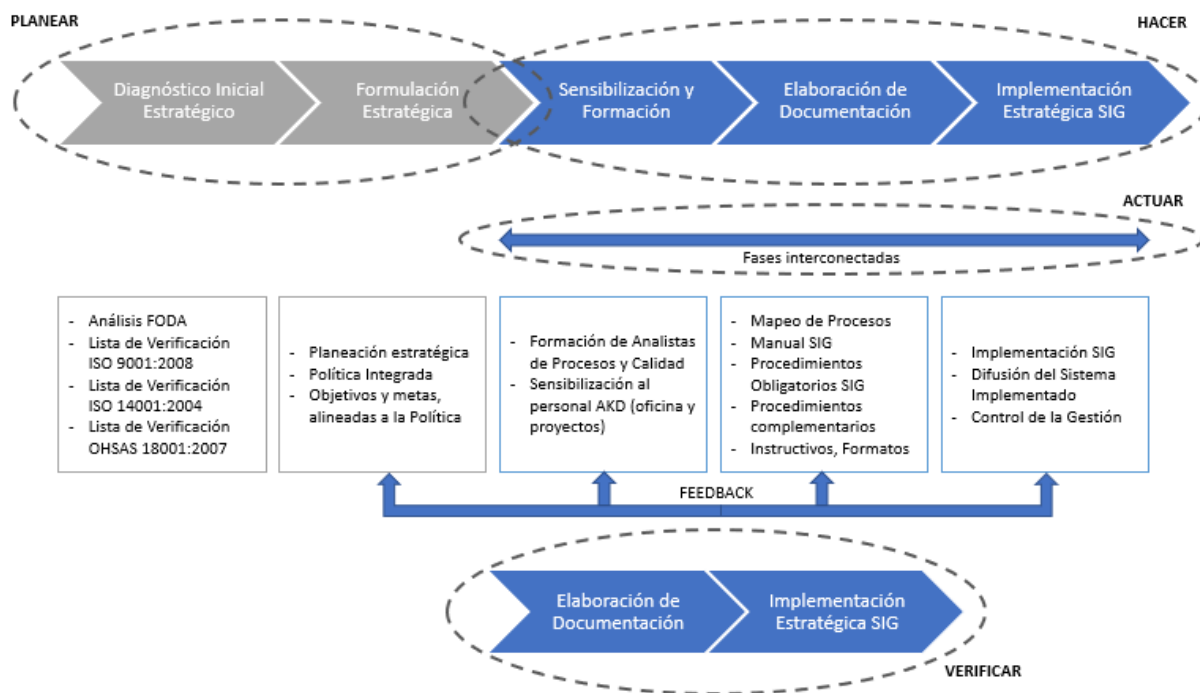 PLANEAR
HACER
Diagnóstico Inicial
Estratégico
Formulación
Estratégica
Sensibilización y
Formación
Elaboración de
Documentación
Implementación
Estratégica SIG
ACTUAR
Fases interconectadas
- Análisis FODA
- Lista de Verificación
ISO 9001:2008
- Lista de Verificación
ISO 14001:2004
- Lista de Verificación
OHSAS 18001:2007
- Planeación estratégica
- Política Integrada
- Objetivos y metas,
alineadas a la Política
- Formación de Analistas
de Procesos y Calidad
- Sensibilización al
personal AKD (oficina y
proyectos)
- Mapeo de Procesos
- Manual SIG
- Procedimientos
Obligatorios SIG
- Procedimientos
complementarios
- Instructivos, Formatos
- Implementación SIG
- Difusión del Sistema
Implementado
- Control de la Gestión
FEEDBACK
Elaboración de
Documentación
Implementación
Estratégica SIG
VERIFICAR